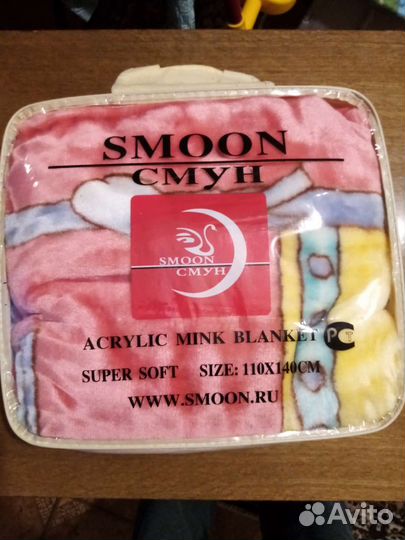 SMOON
СМУН
SMOON
СМУН
ACRYLIC MINK BLANKET
SUPER SOFT SIZE: 110X140CM
WWW.SMOON.RU
Avito